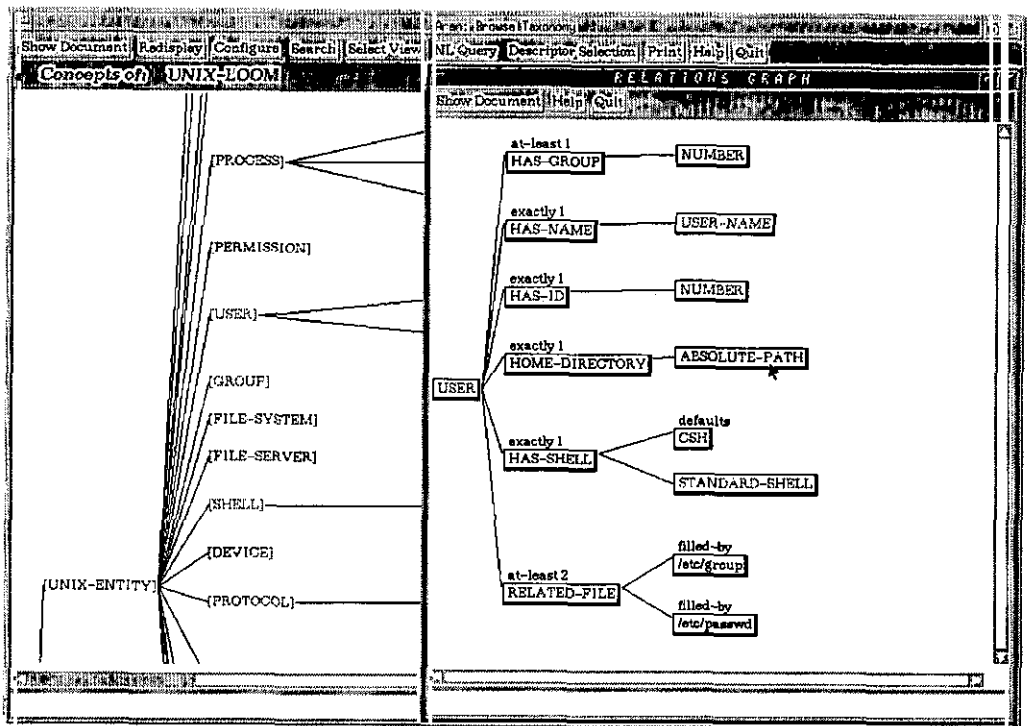 Show Document Redisplay Configure Search Select View
Concepts of: UNIX-LOOM
[PROCESS]
[PERMISSION]
[USER]
[GROUP]
[FILE-SYSTEM]
[FILE-SERVER]
[SHELL]
[DEVICE]
[UNIX-ENTITY]
[PROTOCOL]
NL Query Descriptor Selection Print Help Quit
RELATIONS GRAPH
Show Document Help Quit
at-least 1
HAS-GROUP
NUMBER
exactly 1
HAS-NAME
USER-NAME
exactly 1
HAS-ID
NUMBER
exactly 1
HOME-DIRECTORY
ABSOLUTE-PATH
USER
exactly 1
HAS-SHELL
defaults
CSH
STANDARD-SHELL
at-least 2
RELATED-FILE
filled-by
/etc/group
filled-by
/etc/passwd